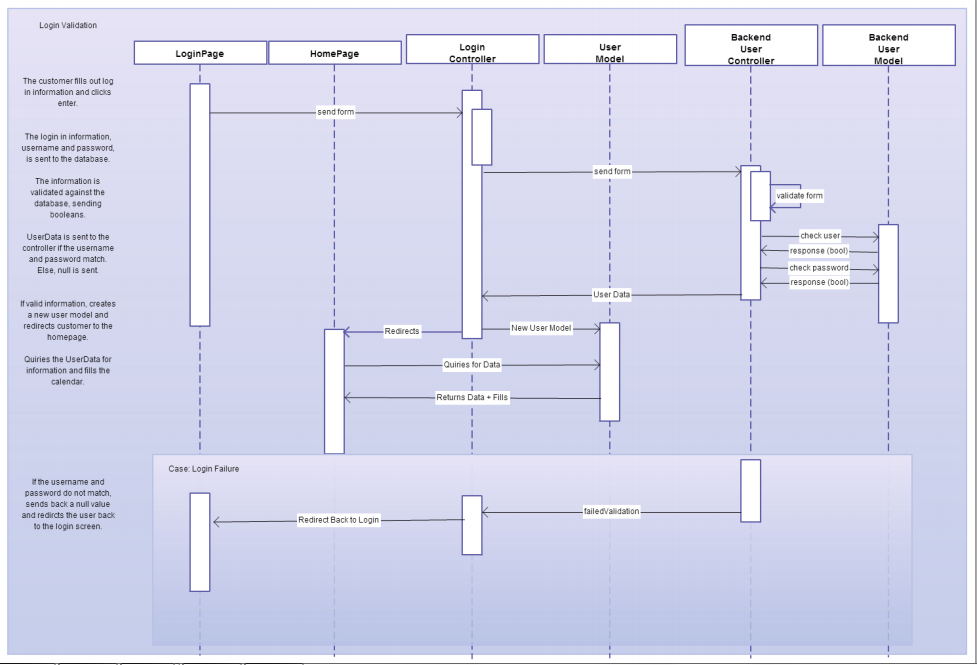 Login Validation
LoginPage
HomePage
Login
Controller
User
Model
Backend
User
Controller
Backend
User
Model
The customer fills out log
in information and clicks
enter.
send form
The login in information,
username and password,
is sent to the database.
send form
The information is
validated against the
database, sending
booleans.
validate form
UserData is sent to the
controller if the username
and password match.
Else, null is sent.
check user
response (bool)
check password
response (bool)
User Data
If valid information, creates
a new user model and
redirects customer to the
homepage.
Redirects
New User Model
Quiries the UserData for
information and fills the
calendar.
Quiries for Data
Returns Data + Fills
Case: Login Failure
If the username and
password do not match,
sends back a null value
and redircts the user back
to the login screen.
failedValidation
Redirect Back to Login